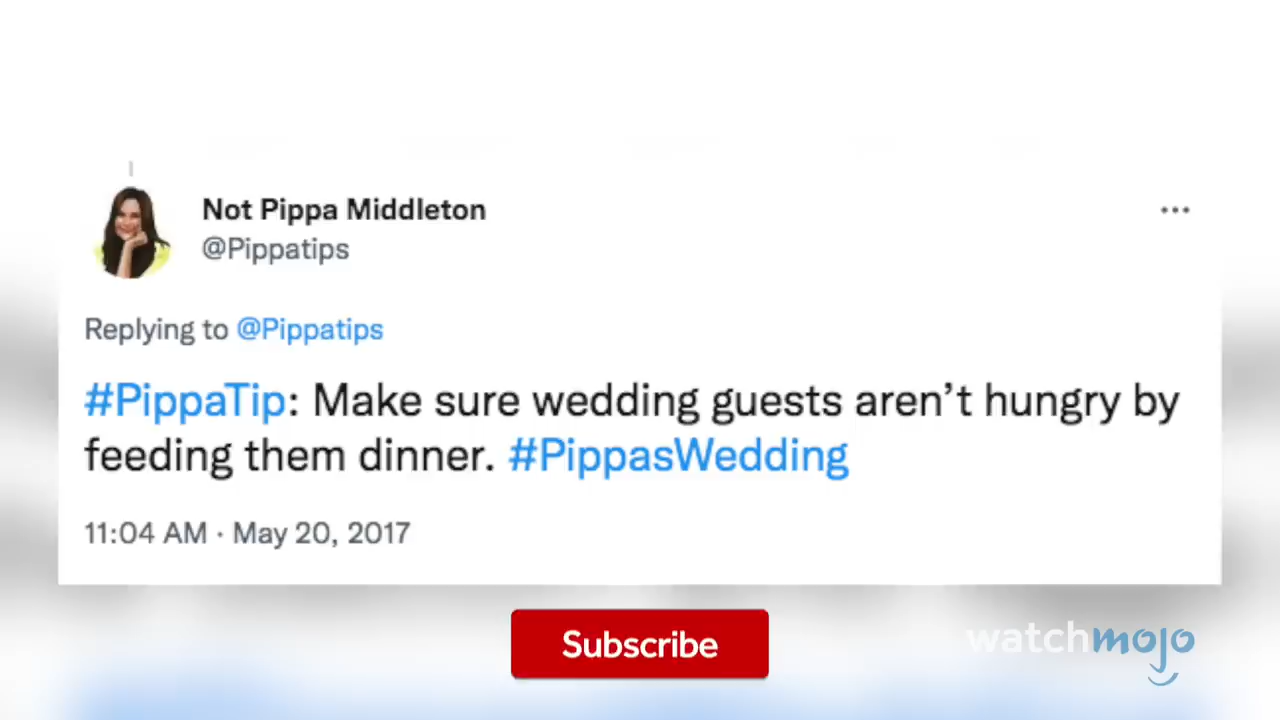 Not Pippa Middleton
@Pippatips
Replying to @Pippatips
#PippaTip: Make sure wedding guests aren’t hungry by
feeding them dinner. #PippasWedding
11:04 AM · May 20, 2017
Subscribe
watchmojo